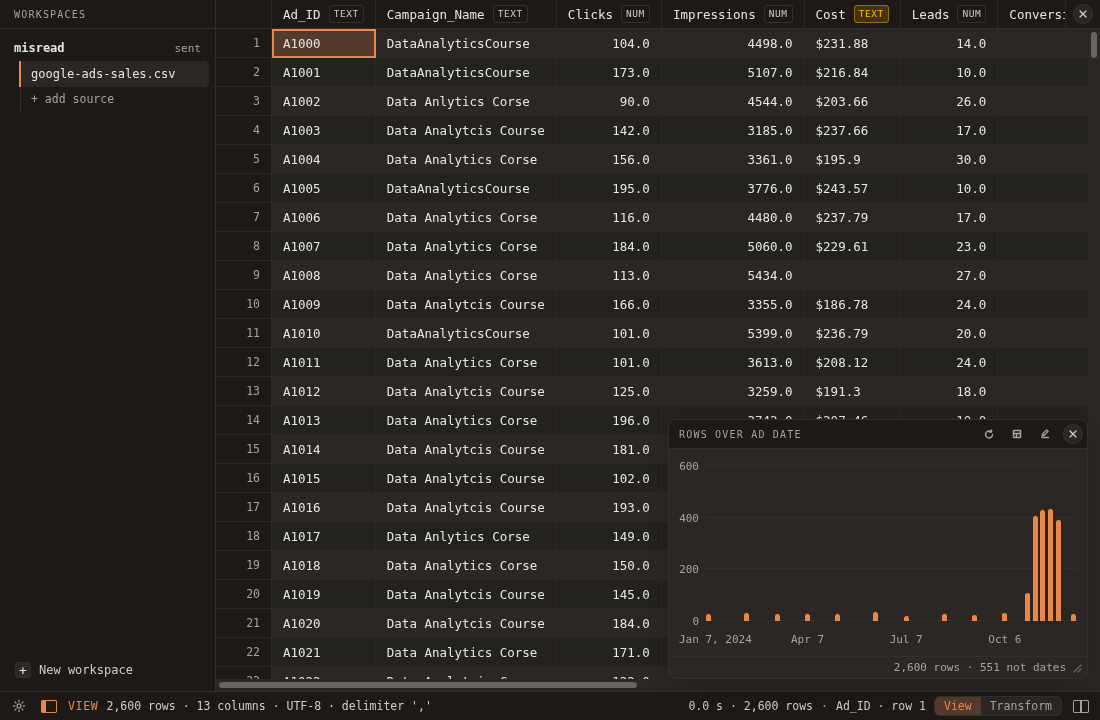 WORKSPACES
Ad_ID TEXT Campaign_Name TEXT Clicks NUM Impressions NUM Cost TEXT Leads NUM
misread sent
google-ads-sales.csv
+ add source
1 A1000 DataAnalyticsCourse 104.0 4498.0 $231.88 14.0
2 A1001 DataAnalyticsCourse 173.0 5107.0 $216.84 10.0
3 A1002 Data Anlytics Corse 90.0 4544.0 $203.66 26.0
4 A1003 Data Analytcis Course 142.0 3185.0 $237.66 17.0
5 A1004 Data Analytics Corse 156.0 3361.0 $195.9 30.0
6 A1005 DataAnalyticsCourse 195.0 3776.0 $243.57 10.0
7 A1006 Data Analytics Corse 116.0 4480.0 $237.79 17.0
8 A1007 Data Analytics Corse 184.0 5060.0 $229.61 23.0
9 A1008 Data Analytics Corse 113.0 5434.0 27.0
10 A1009 Data Analytcis Course 166.0 3355.0 $186.78 24.0
11 A1010 DataAnalyticsCourse 101.0 5399.0 $236.79 20.0
12 A1011 Data Analytics Corse 101.0 3613.0 $208.12 24.0
13 A1012 Data Analytics Corse 125.0 3259.0 $191.3 18.0
14 A1013 Data Analytcis Course 196.0
15 A1014 Data Analytcis Course 181.0
16 A1015 Data Analytcis Course 102.0
17 A1016 Data Analytcis Course 193.0
18 A1017 Data Anlytics Corse 149.0
19 A1018 Data Analytics Corse 150.0
20 A1019 Data Analytcis Course 145.0
21 A1020 Data Analytics Corse 184.0
22 A1021 Data Analytics Corse 171.0
ROWS OVER AD DATE
600
400
200
0
Jan 7, 2024 Apr 7 Jul 7 Oct 6
2,600 rows · 551 not dates
+ New workspace
VIEW 2,600 rows · 13 columns · UTF-8 · delimiter ','
0.0 s · 2,600 rows · Ad_ID · row 1 View Transform